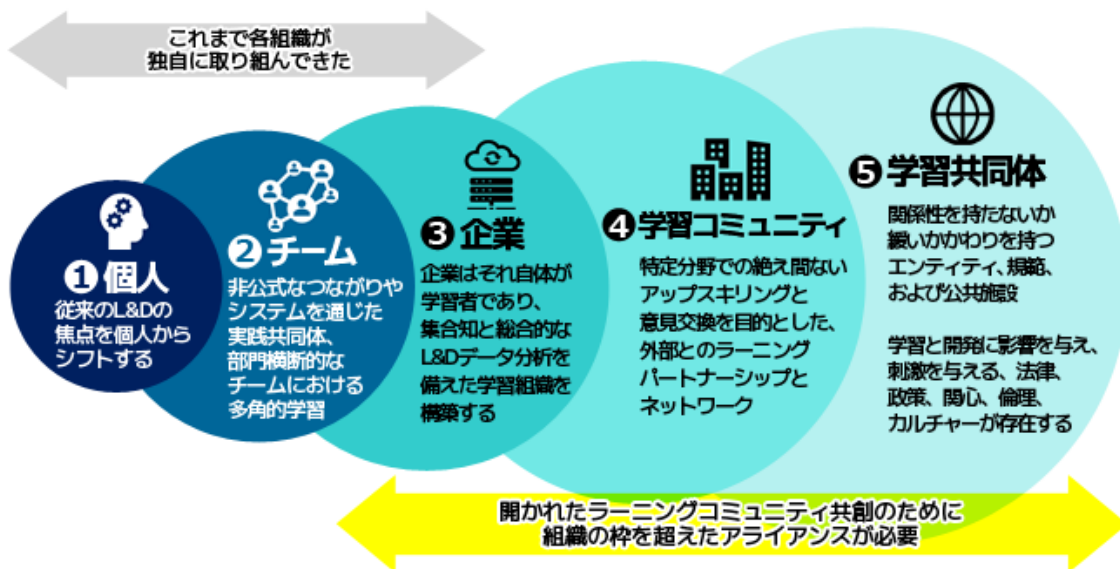 これまで各組織が
独自に取り組んできた
❶個人
従来のL&Dの
焦点を個人から
シフトする
❷チーム
非公式なつながりや
システムを通じた
実践共同体、
部門横断的な
チームにおける
多角的学習
❸企業
企業はそれ自体が
学習者であり、
集合知と総合的な
L&Dデータ分析を
備えた学習組織を
構築する
❹学習コミュニティ
特定分野での絶え間ない
アップスキリングと
意見交換を目的とした、
外部とのラーニング
パートナーシップと
ネットワーク
❺学習共同体
関係性を持たないか
緩いかかわりを持つ
エンティティ、規範、
および公共施設
学習と開発に影響を与え、
刺激を与える、法律、
政策、関心、倫理、
カルチャーが存在する
開かれたラーニングコミュニティ共創のために
組織の枠を超えたアライアンスが必要